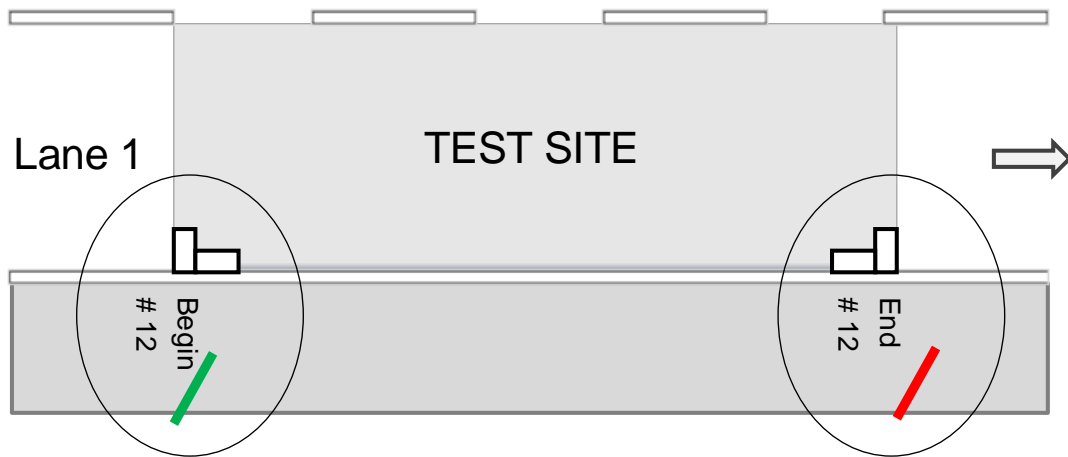 TEST SITE
Lane 1
Begin
# 12
End
# 12